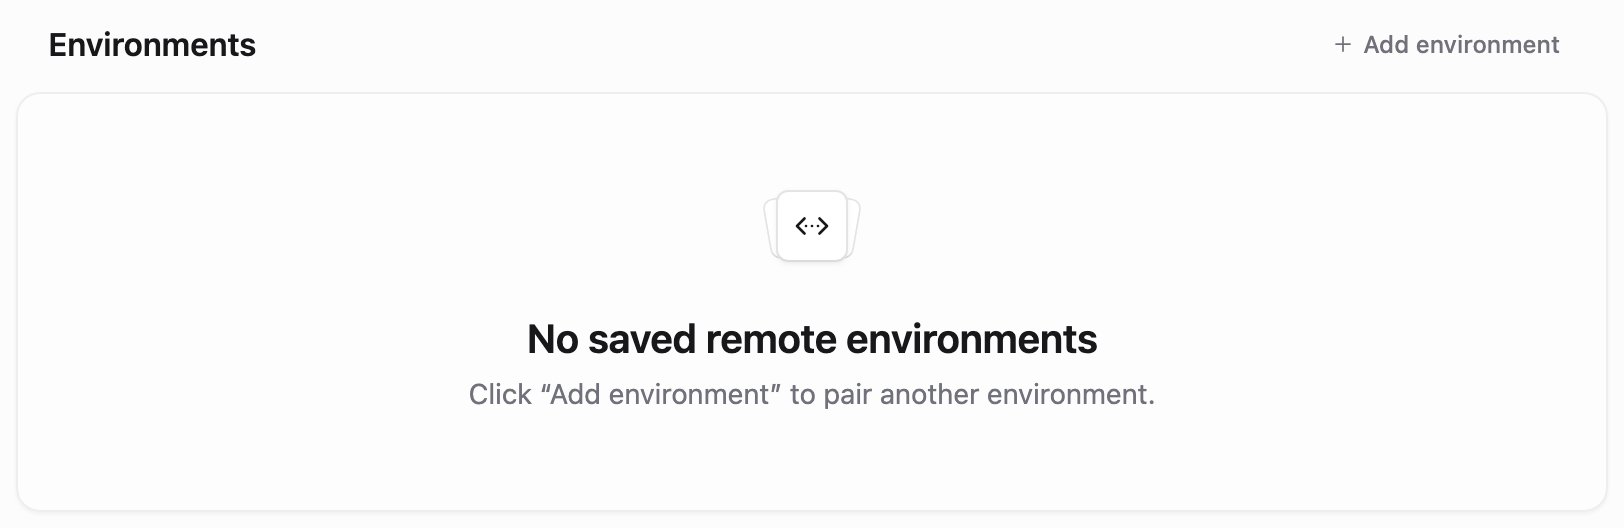 Environments
+ Add environment
No saved remote environments
Click “Add environment” to pair another environment.